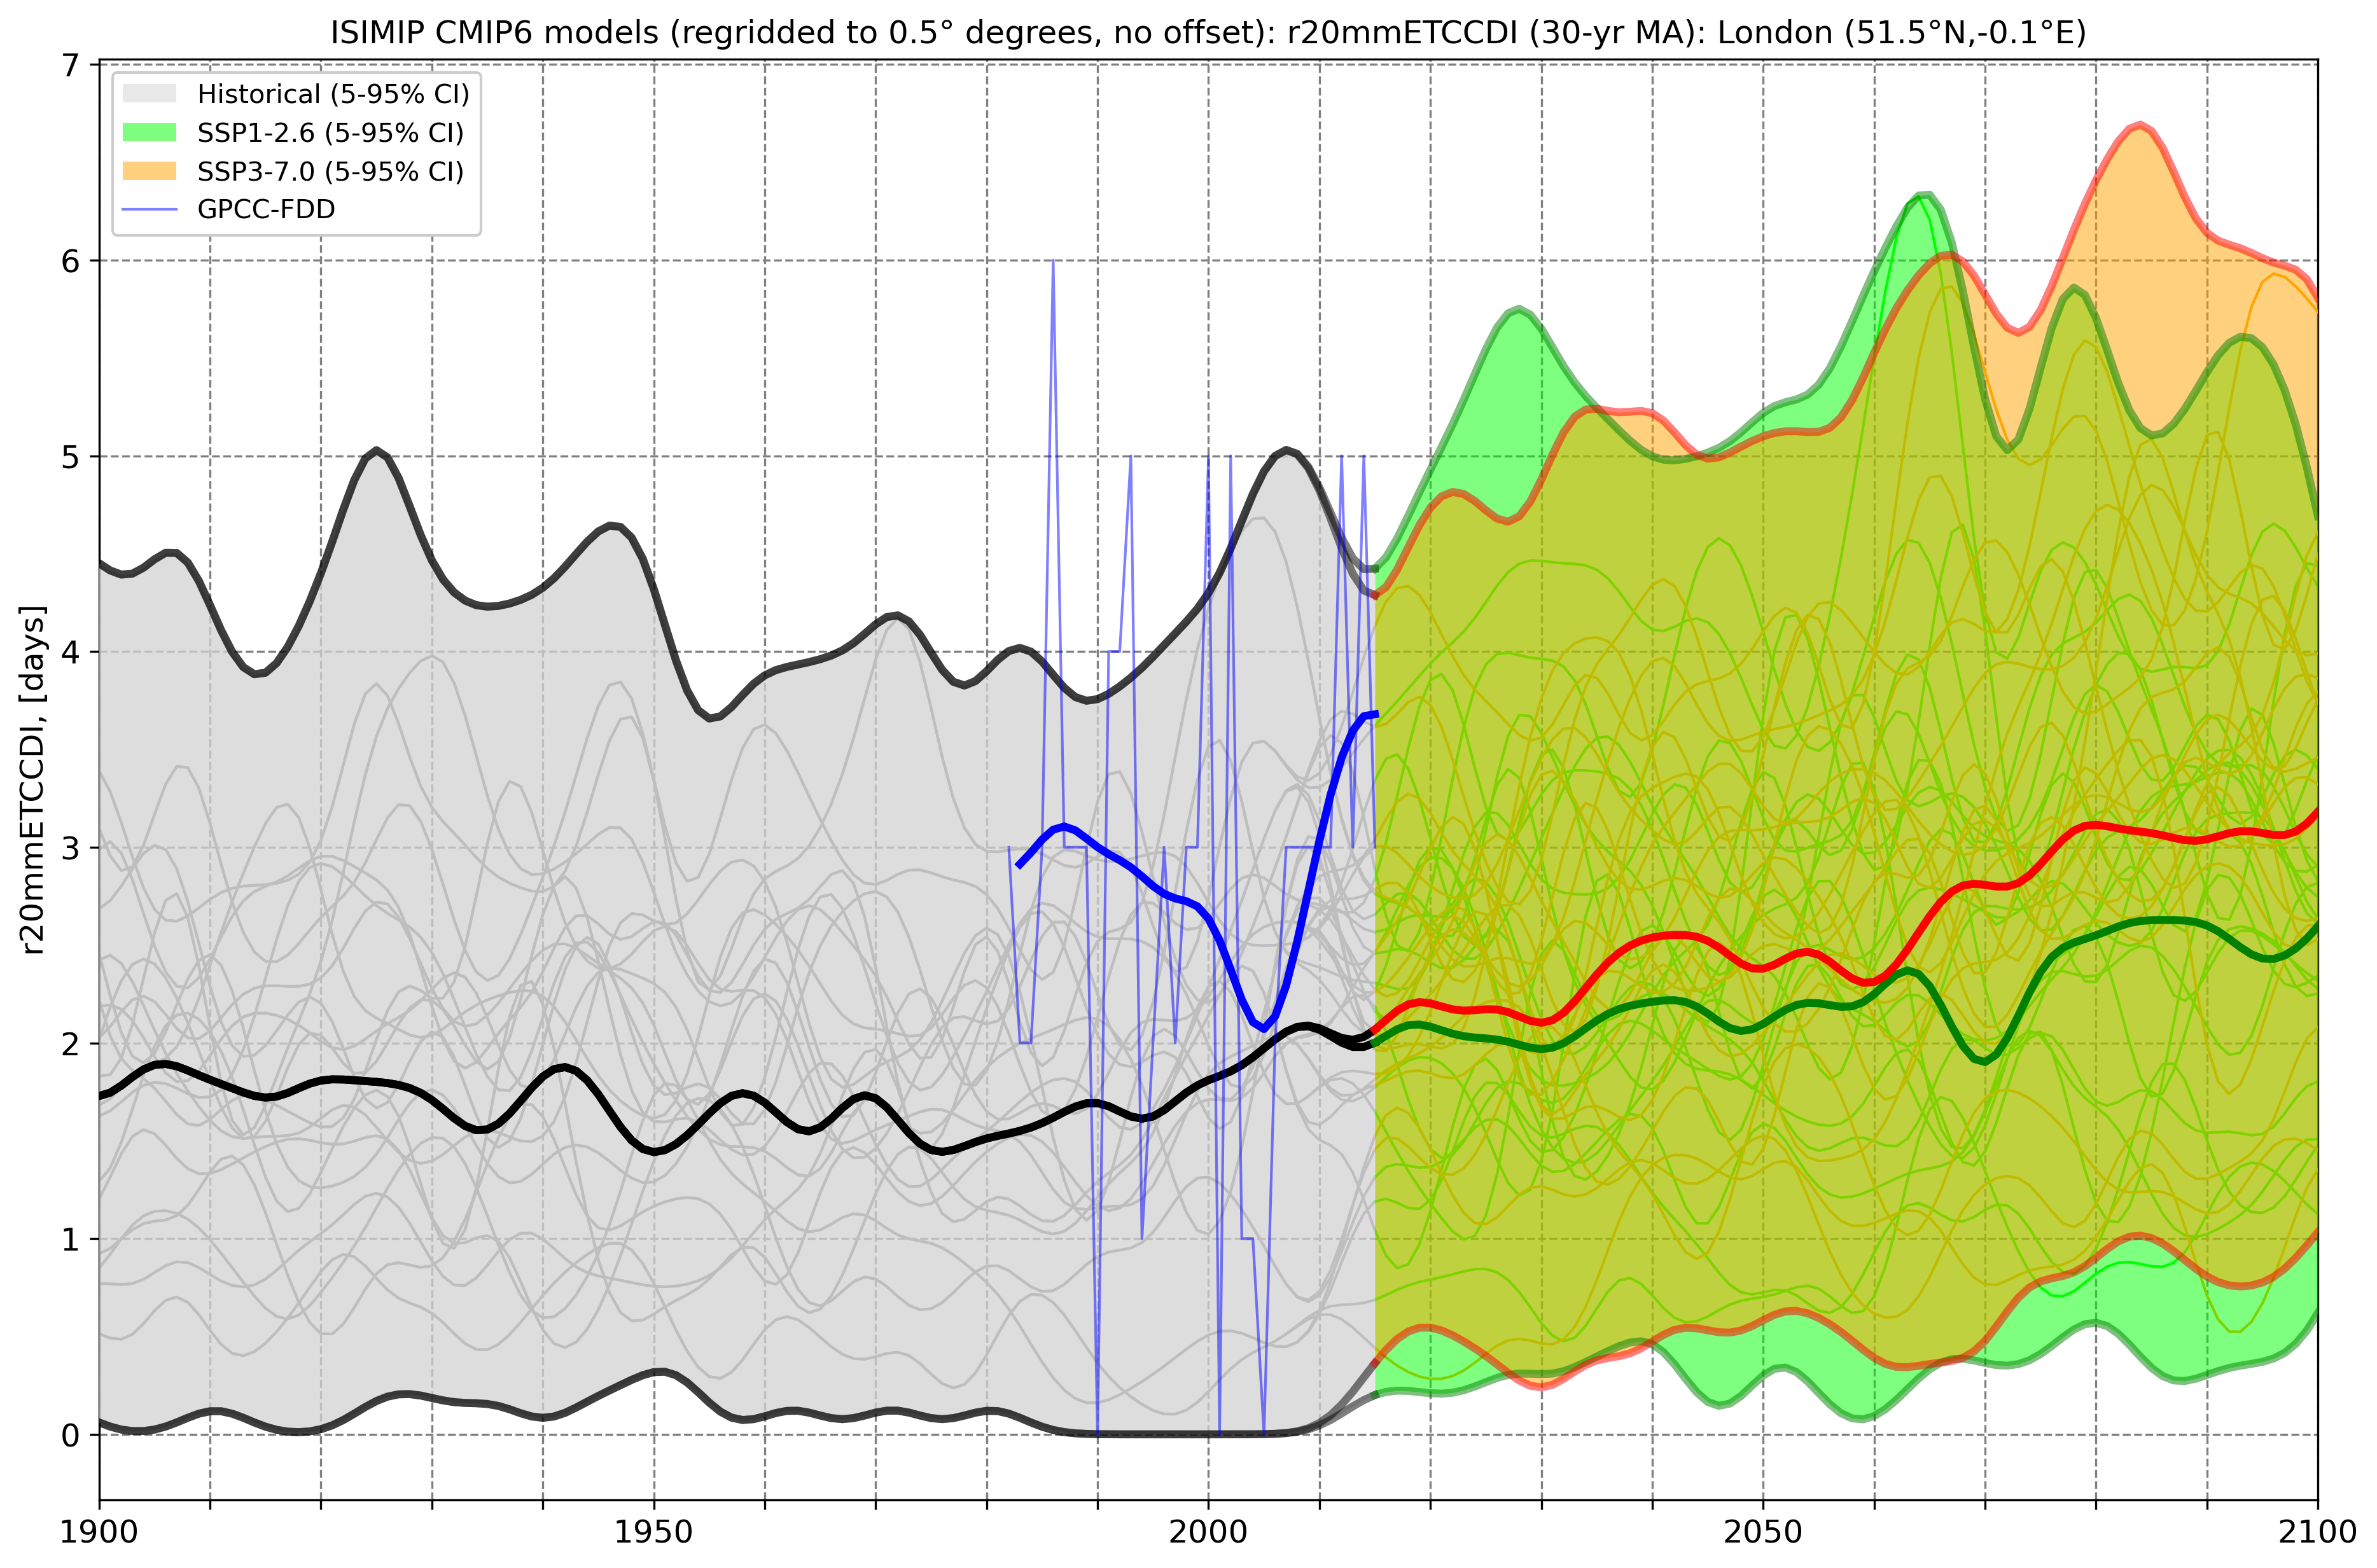 ISIMIP CMIP6 models (regridded to 0.5° degrees, no offset): r20mmETCCDI (30-yr MA): London (51.5°N,-0.1°E)
Historical (5-95% CI)
SSP1-2.6 (5-95% CI)
SSP3-7.0 (5-95% CI)
GPCC-FDD
r20mmETCCDI, [days]
7
6
5
4
3
2
1
0
1900
1950
2000
2050
2100